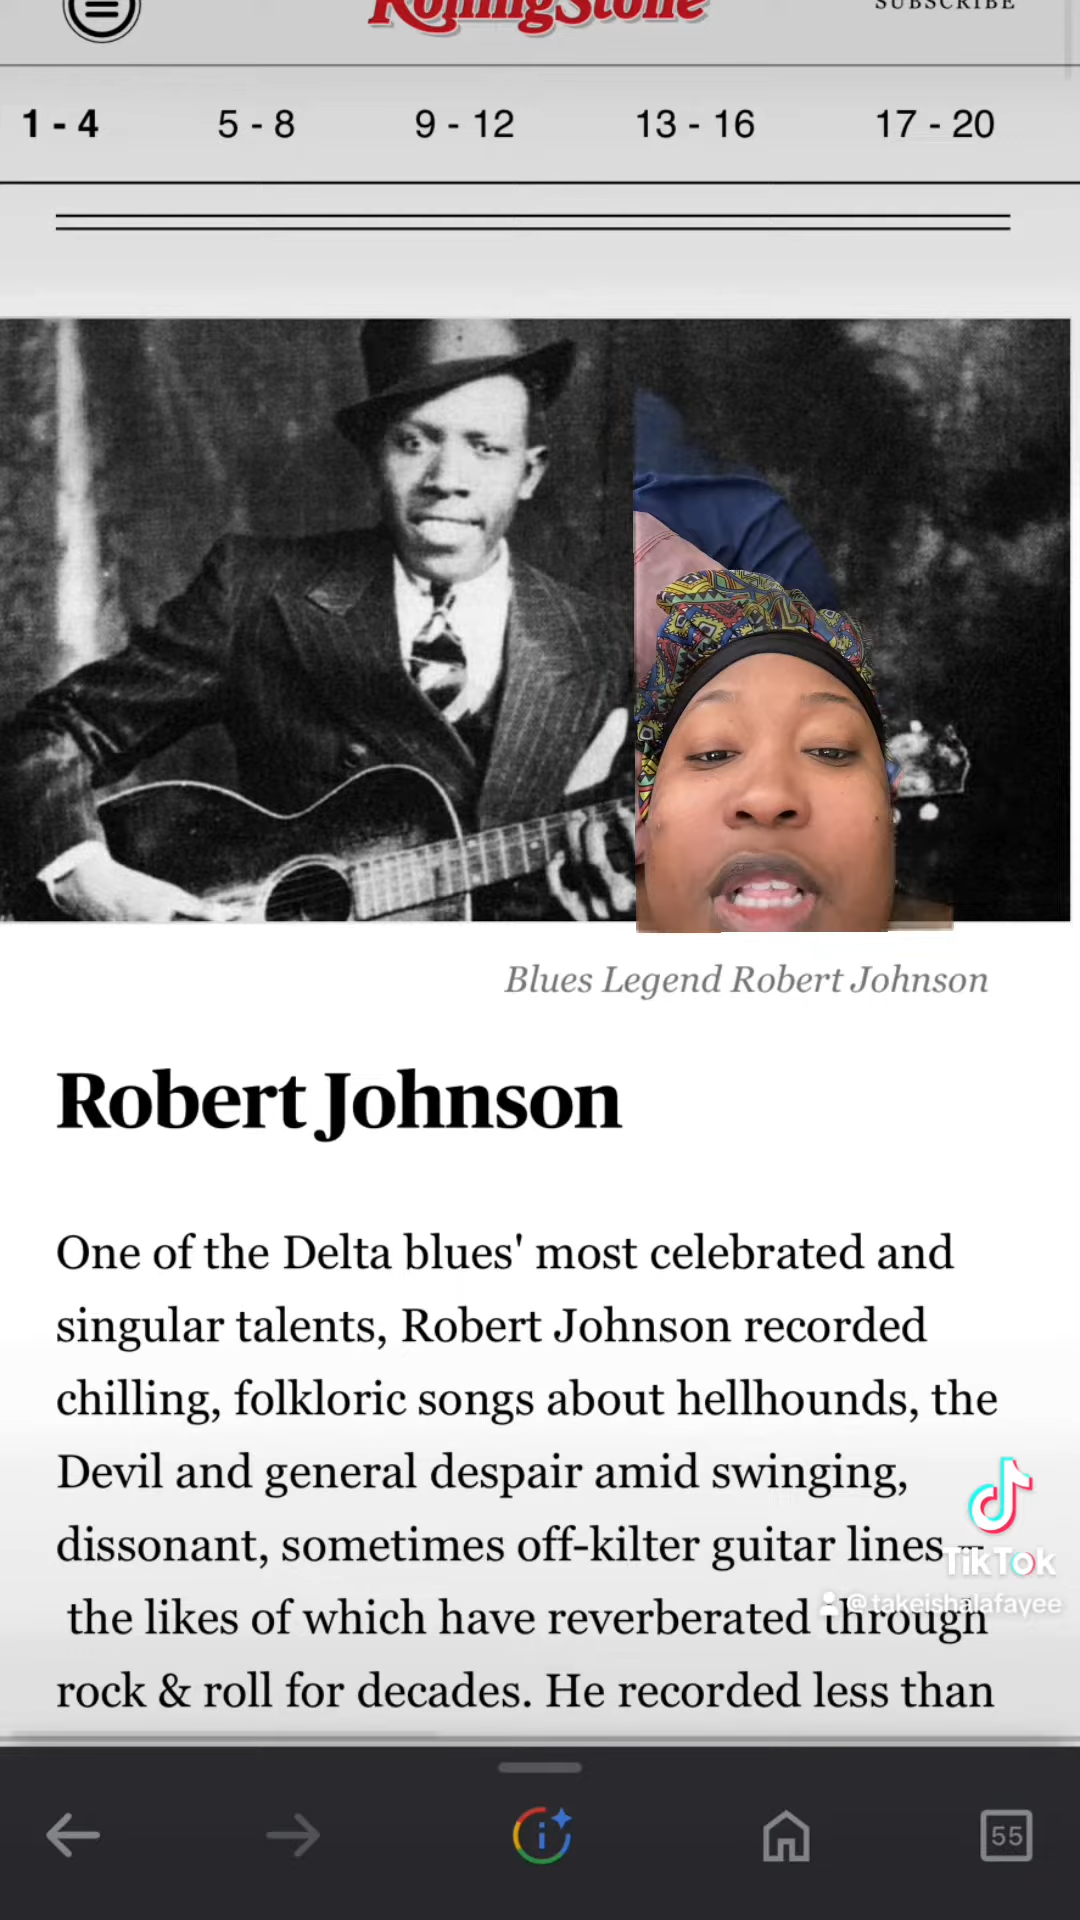 RollingStone
SUBSCRIBE
1 - 4
5 - 8
9 - 12
13 - 16
17 - 20
Blues Legend Robert Johnson
Robert Johnson
One of the Delta blues' most celebrated and
singular talents, Robert Johnson recorded
chilling, folkloric songs about hellhounds, the
Devil and general despair amid swinging,
dissonant, sometimes off-kilter guitar lines –
the likes of which have reverberated through
rock & roll for decades. He recorded less than
TikTok
@takeishalafayee
55